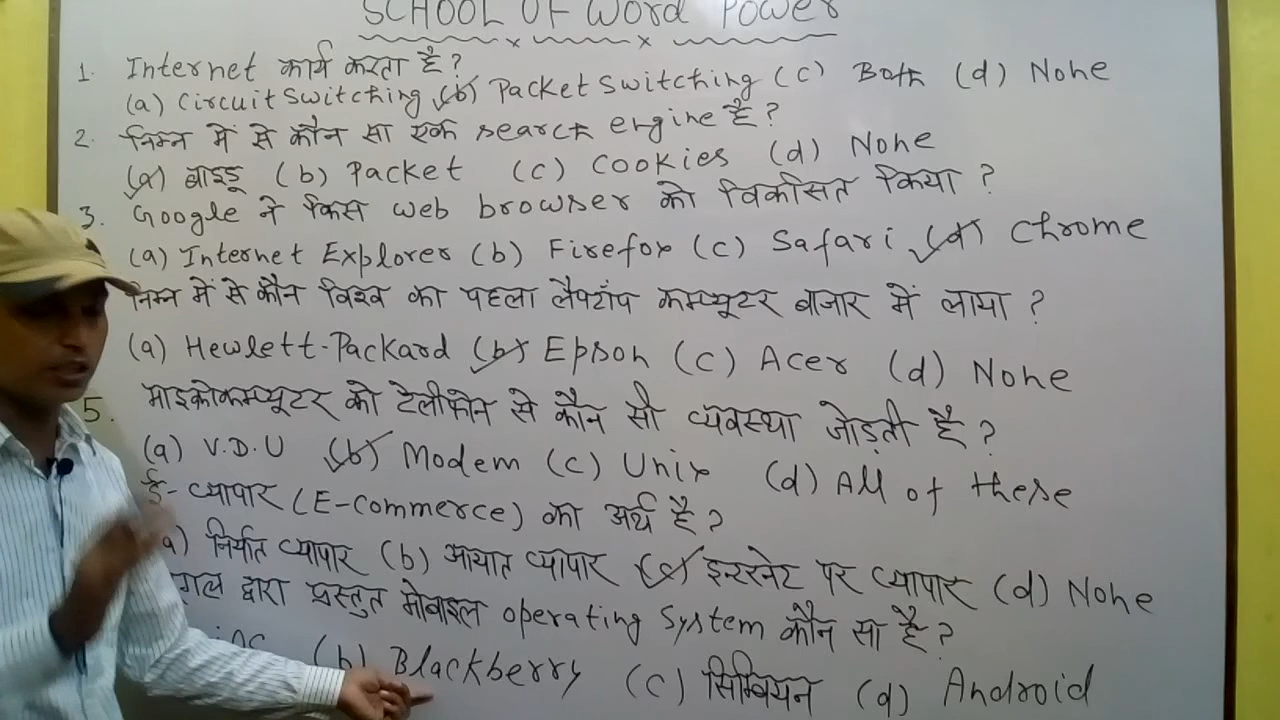 SCHOOL OF Word Power
1. Internet कार्य करता है ?
(a) Circuit Switching (b) Packet Switching (c) Both (d) None
2. निम्न में से कौन सा एक search engine है ?
(a) बाइडू (b) Packet (c) Cookies (d) None
3. Google ने किस web browser को विकसित किया ?
(a) Internet Explorer (b) Firefox (c) Safari (d) Chrome
निम्न में से कौन विश्व का पहला लैपटॉप कम्प्यूटर बाजार में लाया ?
(a) Hewlett-Packard (b) Epson (c) Acer (d) None
5. माइक्रोकम्प्यूटर को टेलीफोन से कौन सी व्यवस्था जोड़ती है ?
(a) V.D.U (b) Modem (c) Unix (d) All of these
ई-व्यापार (E-Commerce) का अर्थ है ?
a) निर्यात व्यापार (b) आयात व्यापार (c) इन्टरनेट पर व्यापार (d) None
द्वारा प्रस्तुत मोबाइल operating System कौन सा है ?
(b) Blackberry (c) सिम्बियन (d) Android